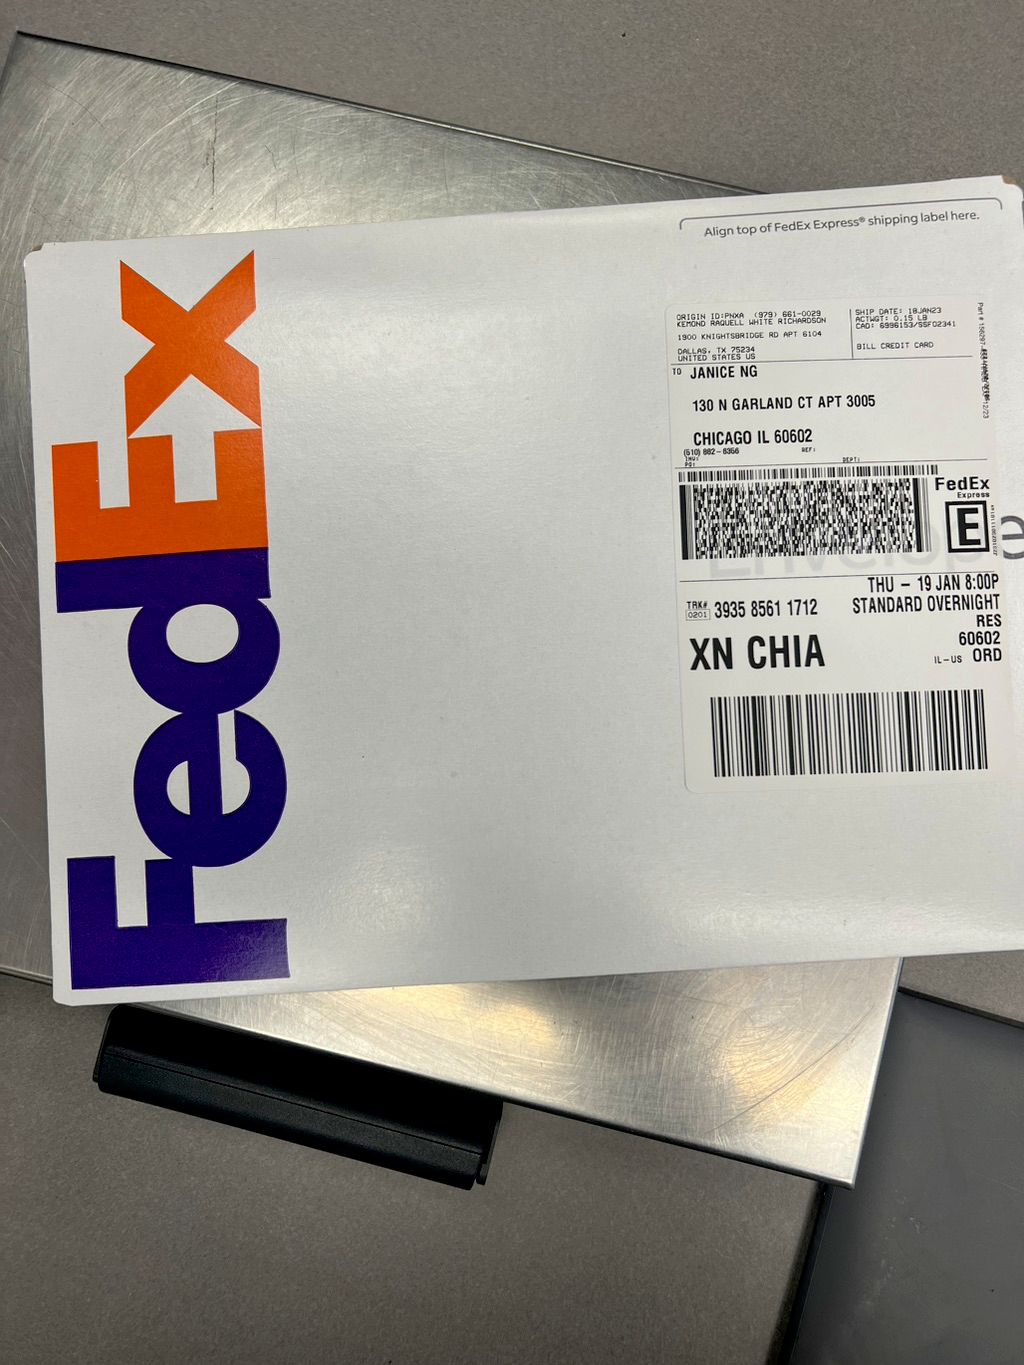 FedEx
Align top of FedEx Express® shipping label here.
ORIGIN ID:PNXA (979) 661-0029
KEMOND RAQUELL WHITE RICHARDSON
1900 KNIGHTSBRIDGE RD APT 6104
DALLAS, TX 75234
UNITED STATES US
SHIP DATE: 18JAN23
ACTWGT: 0.15 LB
CAD: 6996153/SSFO2341
BILL CREDIT CARD
TO JANICE NG
130 N GARLAND CT APT 3005
CHICAGO IL 60602
(510) 882-6356
REF:
INV:
PO:
DEPT:
FedEx
Express
E
Envelope
THU - 19 JAN 8:00P
STANDARD OVERNIGHT
TRK# 3935 8561 1712
0201
RES
60602
XN CHIA
IL-US ORD